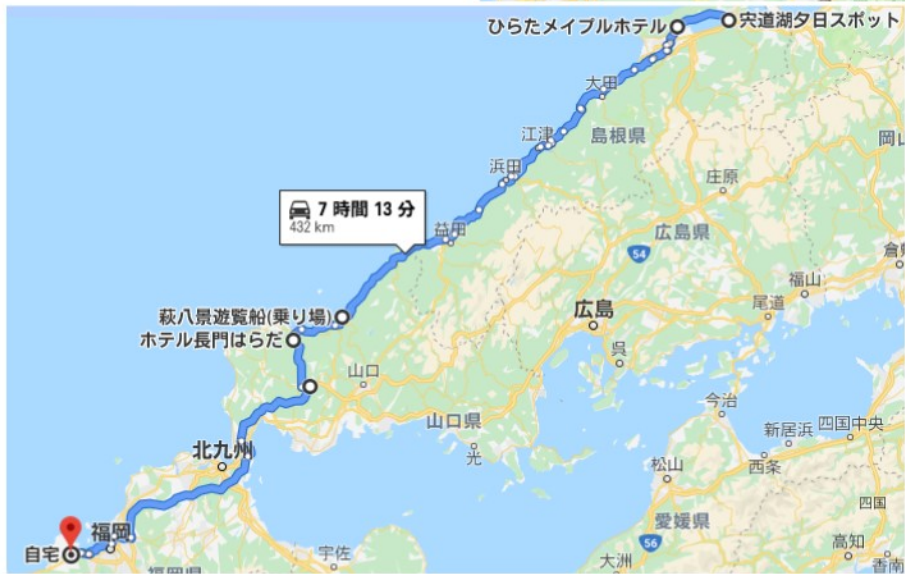 ひらたメイプルホテル
宍道湖夕日スポット
大田
島根県
江津
浜田
庄原
7 時間 13 分
432 km
益田
広島県
54
福山
萩八景遊覧船(乗り場)
広島
尾道
ホテル長門はらだ
呉
山口
今治
山口県
新居浜
四国中央
北九州
光
西条
松山
四国
福岡
愛媛県
自宅
56
高知
宇佐
大洲
香南
福岡県